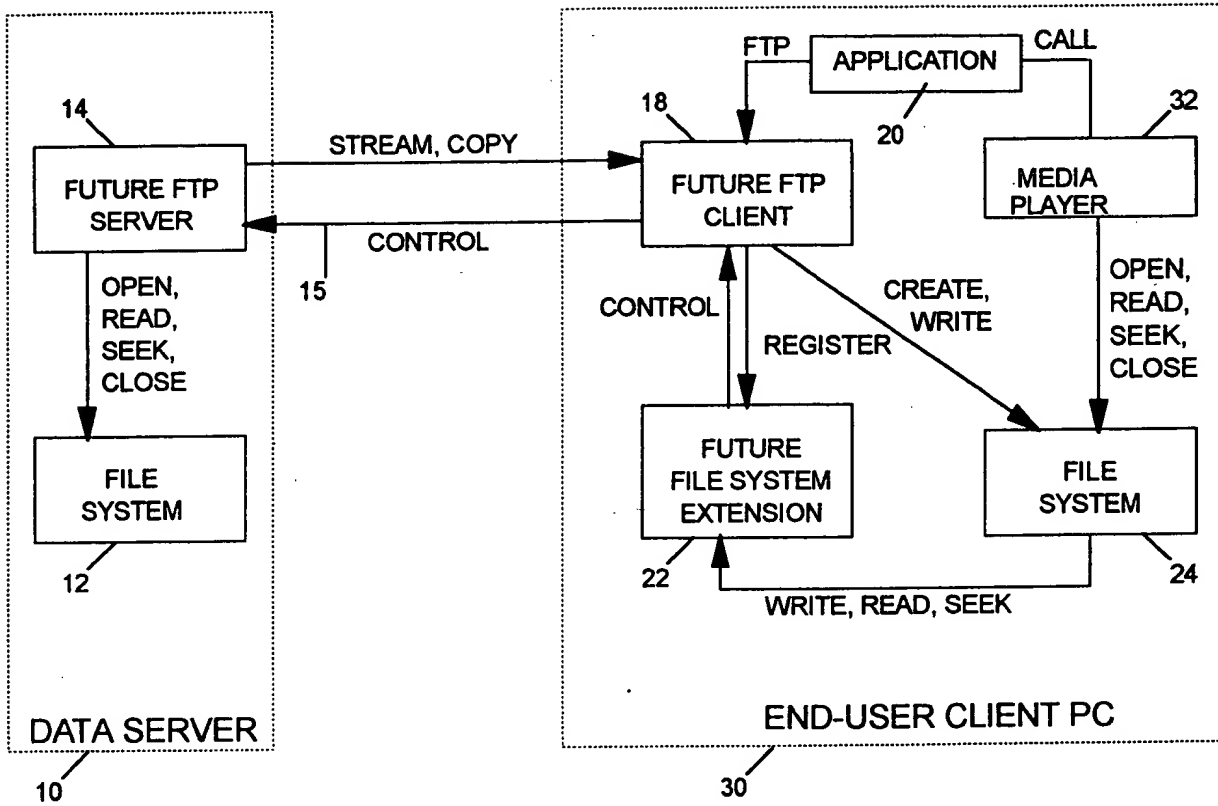 FTP
APPLICATION
CALL
20
14
18
32
STREAM, COPY
FUTURE FTP
SERVER
FUTURE FTP
CLIENT
MEDIA
PLAYER
CONTROL
15
OPEN,
READ,
SEEK,
CLOSE
CONTROL
REGISTER
CREATE,
WRITE
OPEN,
READ,
SEEK,
CLOSE
FILE
SYSTEM
FUTURE
FILE SYSTEM
EXTENSION
FILE
SYSTEM
12
22
24
WRITE, READ, SEEK
DATA SERVER
END-USER CLIENT PC
10
30